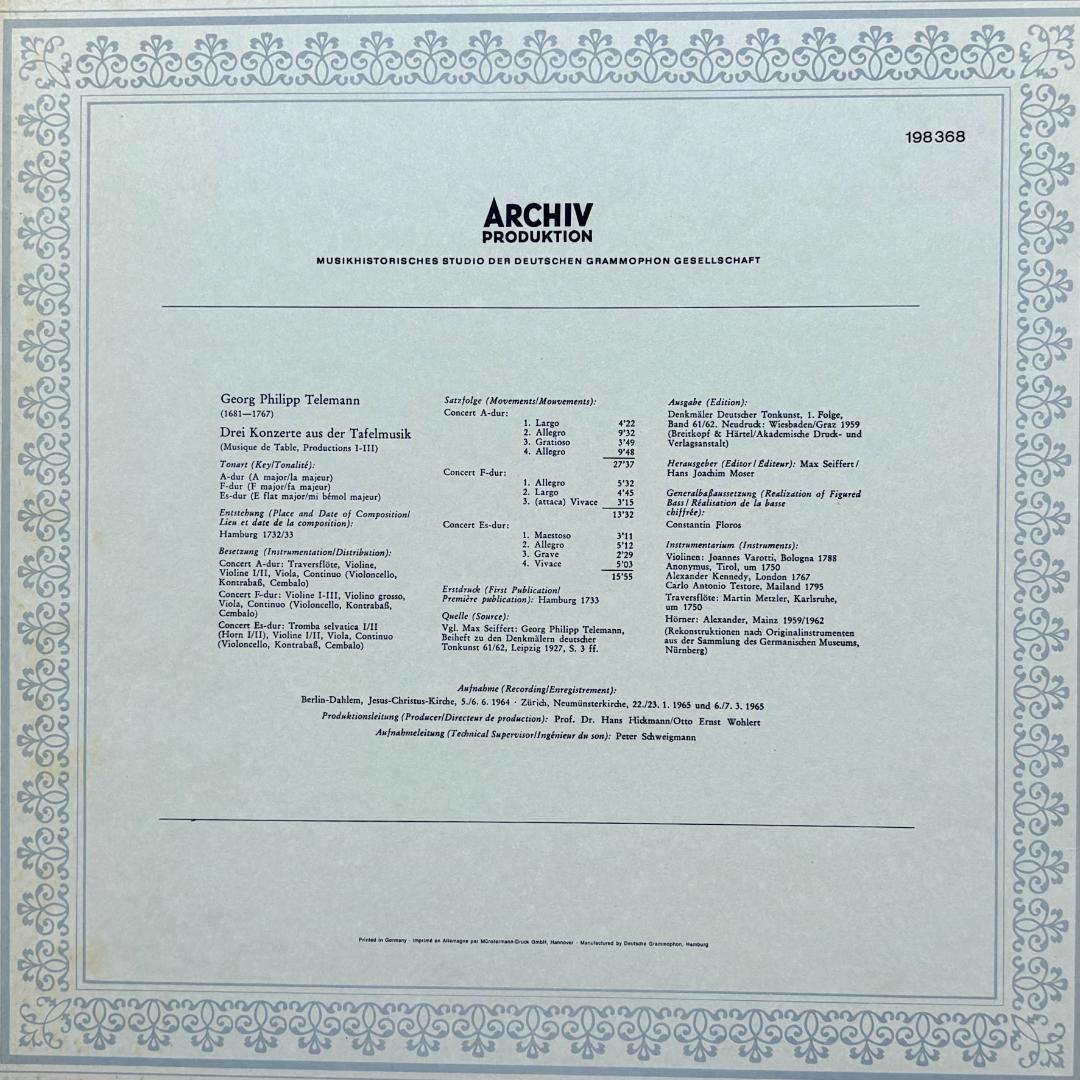 198368
ARCHIV
PRODUKTION
MUSIKHISTORISCHES STUDIO DER DEUTSCHEN GRAMMOPHON GESELLSCHAFT
Georg Philipp Telemann
(1681—1767)
Drei Konzerte aus der Tafelmusik
(Musique de Table, Productions I-III)
Tonart (Key/Tonalité):
A-dur (A major/la majeur)
F-dur (F major/fa majeur)
Es-dur (E flat major/mi bémol majeur)
Entstehung (Place and Date of Composition/
Lieu et date de la composition):
Hamburg 1732/33
Besetzung (Instrumentation/Distribution):
Concert A-dur: Traversflöte, Violine,
Violine I/II, Viola, Continuo (Violoncello,
Kontrabaß, Cembalo)
Concert F-dur: Violine I-III, Violino grosso,
Viola, Continuo (Violoncello, Kontrabaß,
Cembalo)
Concert Es-dur: Tromba selvatica I/II
(Horn I/II), Violine I/II, Viola, Continuo
(Violoncello, Kontrabaß, Cembalo)
Satzfolge (Movements/Mouvements):
Concert A-dur:
1. Largo 4'22
2. Allegro 9'32
3. Gratioso 3'49
4. Allegro 9'48
27'37
Concert F-dur:
1. Allegro 5'32
2. Largo 4'45
3. (attaca) Vivace 3'15
13'32
Concert Es-dur:
1. Maestoso 3'11
2. Allegro 5'12
3. Grave 2'29
4. Vivace 5'03
15'55
Erstdruck (First Publication/
Première publication): Hamburg 1733
Quelle (Source):
Vgl. Max Seiffert: Georg Philipp Telemann,
Beiheft zu den Denkmälern deutscher
Tonkunst 61/62, Leipzig 1927, S. 3 ff.
Ausgabe (Edition):
Denkmäler Deutscher Tonkunst, 1. Folge,
Band 61/62. Neudruck: Wiesbaden/Graz 1959
(Breitkopf & Härtel/Akademische Druck- und
Verlagsanstalt)
Herausgeber (Editor/Éditeur): Max Seiffert/
Hans Joachim Moser
Generalbaßaussetzung (Realization of Figured
Bass/Réalisation de la basse
chiffrée):
Constantin Floros
Instrumentarium (Instruments):
Violinen: Joannes Varotti, Bologna 1788
Anonymus, Tirol, um 1750
Alexander Kennedy, London 1767
Carlo Antonio Testore, Mailand 1795
Traversflöte: Martin Metzler, Karlsruhe,
um 1750
Hörner: Alexander, Mainz 1959/1962
(Rekonstruktionen nach Originalinstrumenten
aus der Sammlung des Germanischen Museums,
Nürnberg)
Aufnahme (Recording/Enregistrement):
Berlin-Dahlem, Jesus-Christus-Kirche, 5./6. 6. 1964 · Zürich, Neumünsterkirche, 22./23. 1. 1965 und 6./7. 3. 1965
Produktionsleitung (Producer/Directeur de production): Prof. Dr. Hans Hickmann/Otto Ernst Wohlert
Aufnahmeleitung (Technical Supervisor/Ingénieur du son): Peter Schweigmann
Printed in Germany · Imprimé en Allemagne par Münstermann-Druck GmbH, Hannover · Manufactured by Deutsche Grammophon, Hamburg